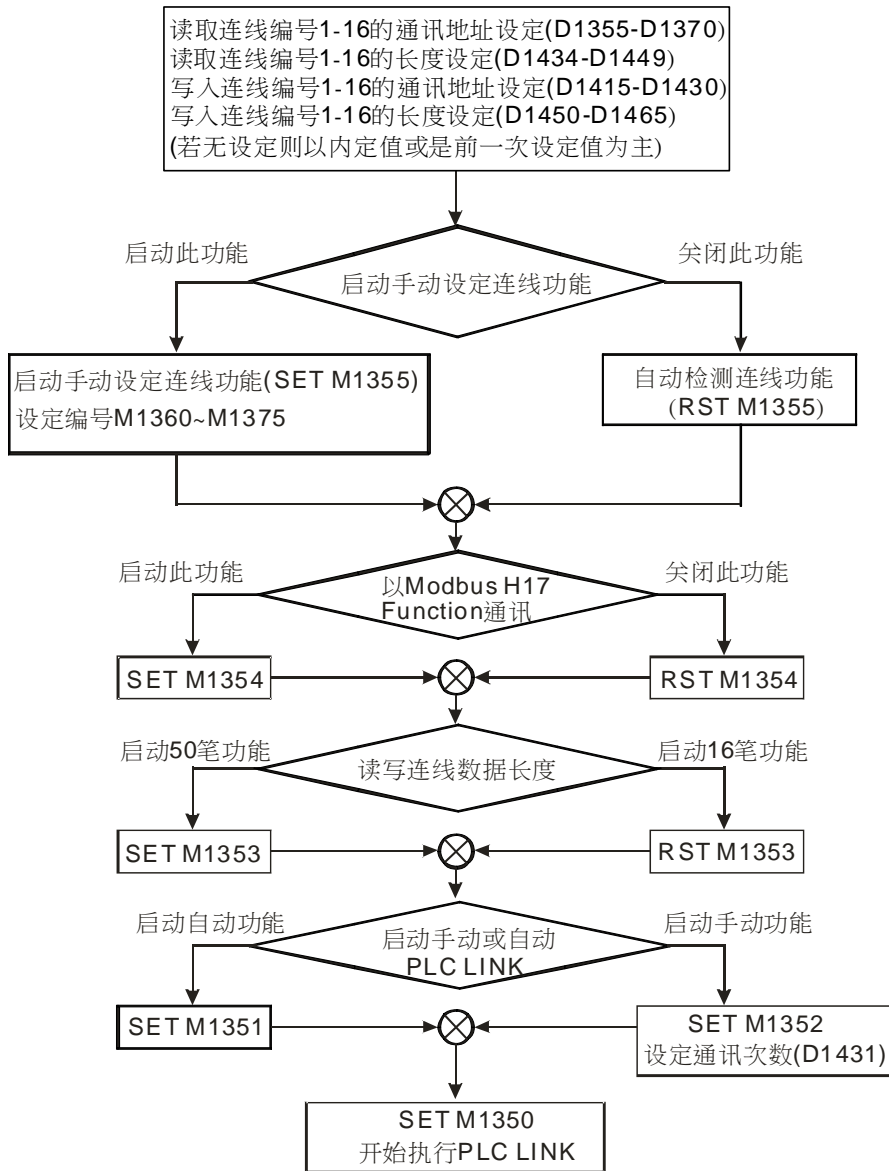 读取连线编号1-16的通讯地址设定(D1355-D1370)
读取连线编号1-16的长度设定(D1434-D1449)
写入连线编号1-16的通讯地址设定(D1415-D1430)
写入连线编号1-16的长度设定(D1450-D1465)
(若无设定则以内定值或是前一次设定值为主)
启动此功能
关闭此功能
启动手动设定连线功能
启动手动设定连线功能(SET M1355)
设定编号M1360~M1375
自动检测连线功能
(RST M1355)
启动此功能
关闭此功能
以Modbus H17
Function通讯
SET M1354
RST M1354
启动50笔功能
启动16笔功能
读写连线数据长度
SET M1353
RST M1353
启动自动功能
启动手动功能
启动手动或自动
PLC LINK
SET M1351
SET M1352
设定通讯次数(D1431)
SET M1350
开始执行PLC LINK